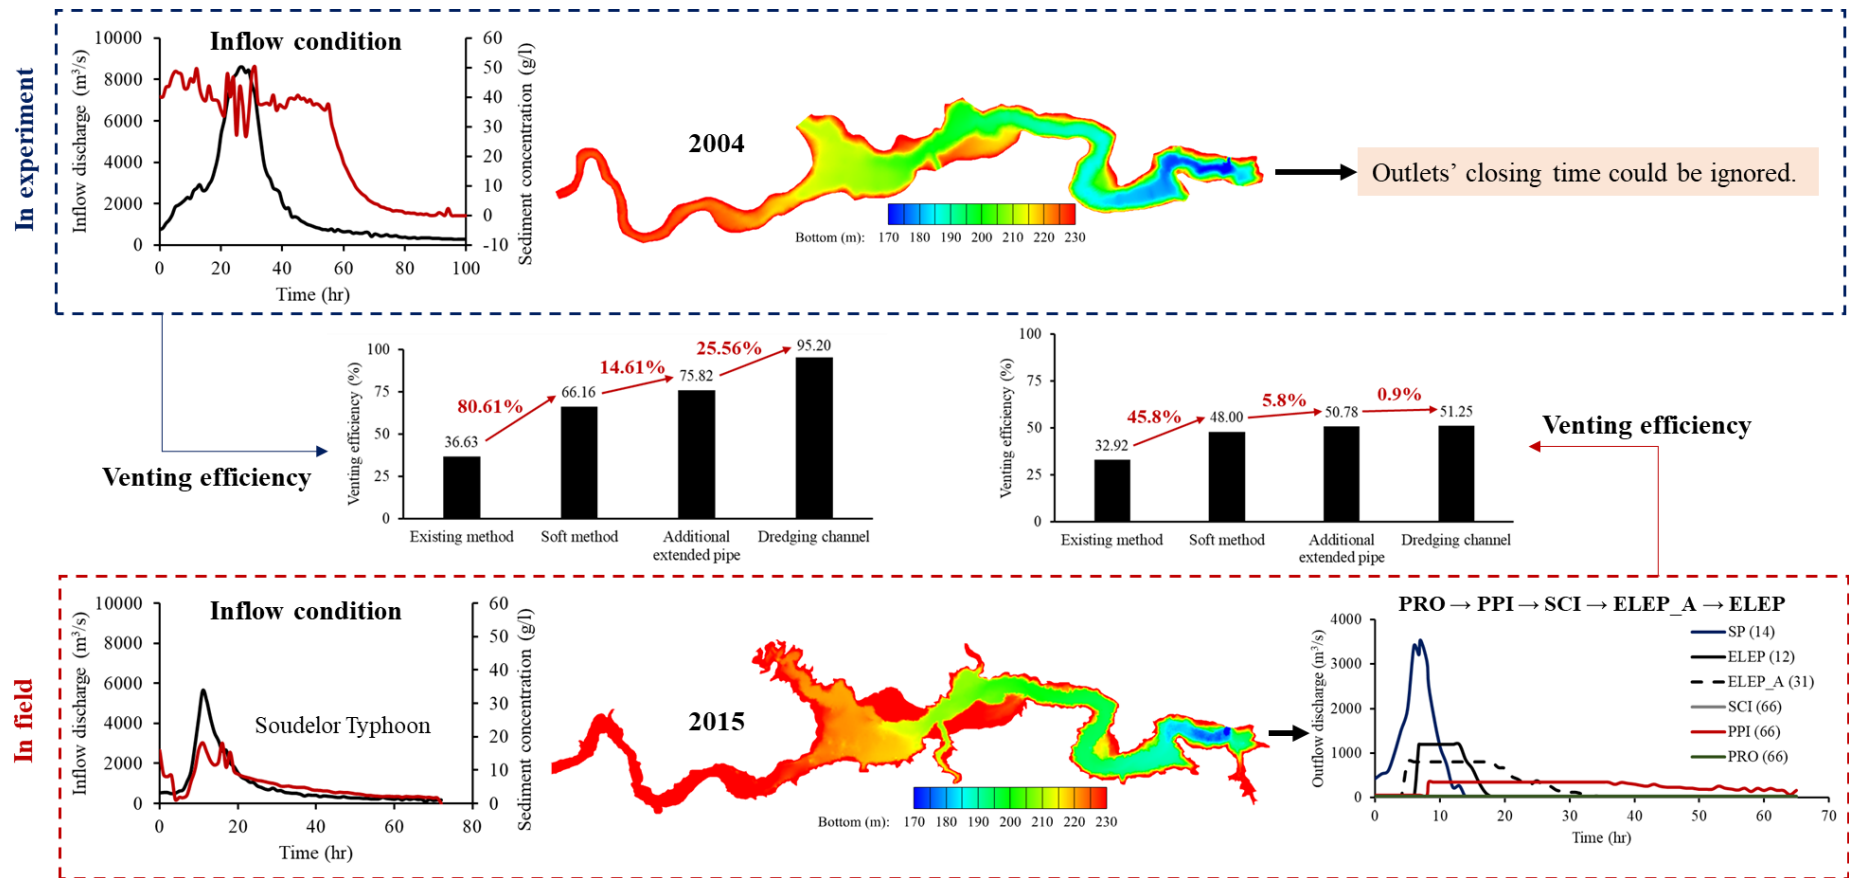 In experiment
Inflow condition
Inflow discharge (m³/s)
10000
8000
6000
4000
2000
0
60
50
40
30
20
10
0
-10
Sediment concentration (g/l)
0 20 40 60 80 100
Time (hr)
2004
Bottom (m): 170 180 190 200 210 220 230
Outlets’ closing time could be ignored.
Venting efficiency
Venting efficiency (%)
100
75
50
25
0
36.63
66.16
75.82
95.20
80.61%
14.61%
25.56%
Existing method
Soft method
Additional
extended pipe
Dredging channel
Venting efficiency (%)
100
75
50
25
0
32.92
48.00
50.78
51.25
45.8%
5.8%
0.9%
Existing method
Soft method
Additional
extended pipe
Dredging channel
Venting efficiency
In field
Inflow condition
Inflow discharge (m³/s)
10000
8000
6000
4000
2000
0
60
50
40
30
20
10
0
Sediment concentration (g/l)
Soudelor Typhoon
0 20 40 60 80
Time (hr)
2015
Bottom (m): 170 180 190 200 210 220 230
PRO → PPI → SCI → ELEP_A → ELEP
Outflow discharge (m³/s)
4000
3000
2000
1000
0
SP (14)
ELEP (12)
ELEP_A (31)
SCI (66)
PPI (66)
PRO (66)
0 10 20 30 40 50 60 70
Time (hr)